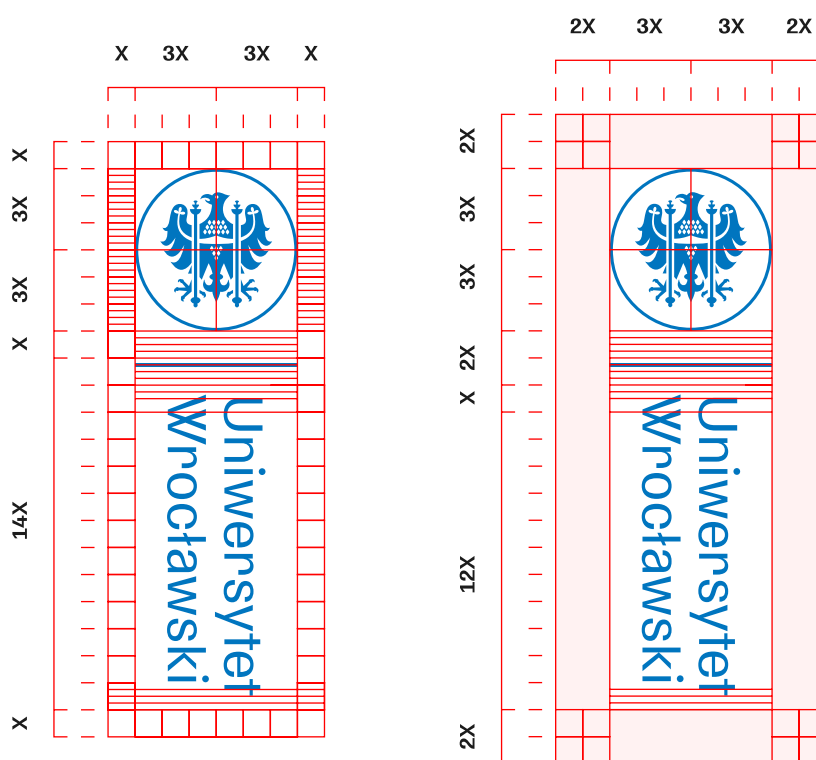 X 3X 3X X
X
3X
3X
X
14X
X
Uniwersytet
Wrocławski
2X 3X 3X 2X
2X
3X
3X
2X
X
12X
2X
Uniwersytet
Wrocławski